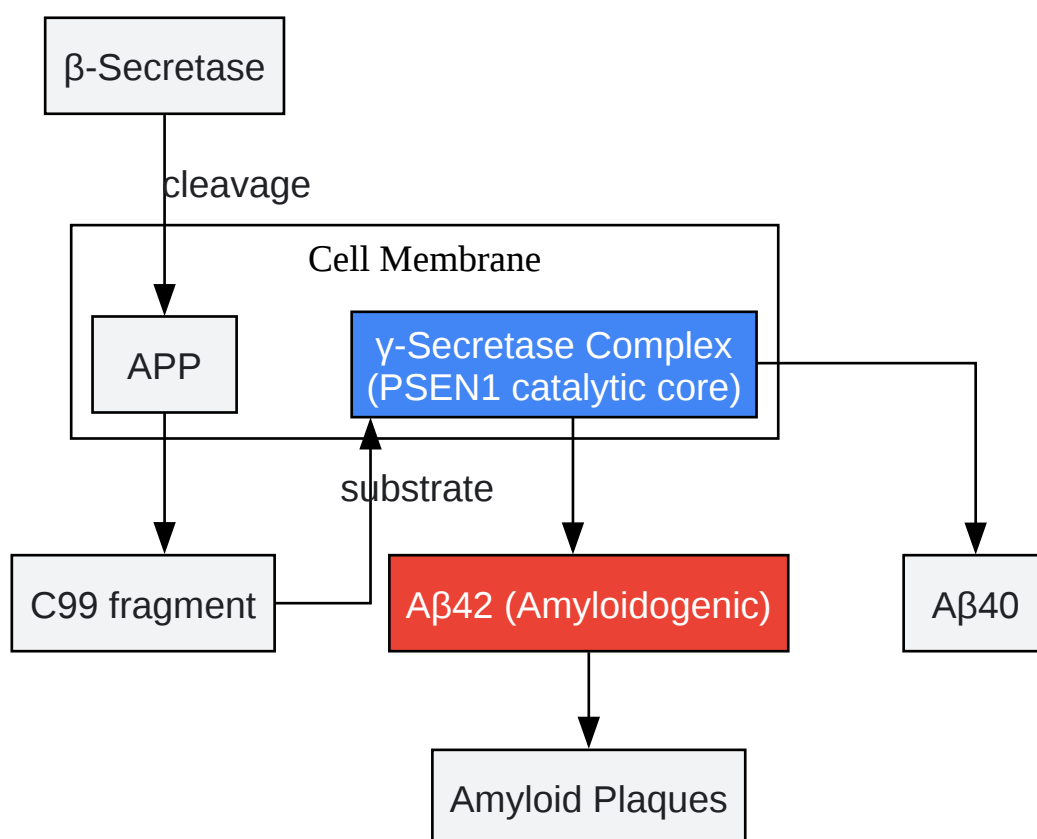 β-Secretase
cleavage
Cell Membrane
APP
γ-Secretase Complex
(PSEN1 catalytic core)
substrate
C99 fragment
Aβ42 (Amyloidogenic)
Aβ40
Amyloid Plaques